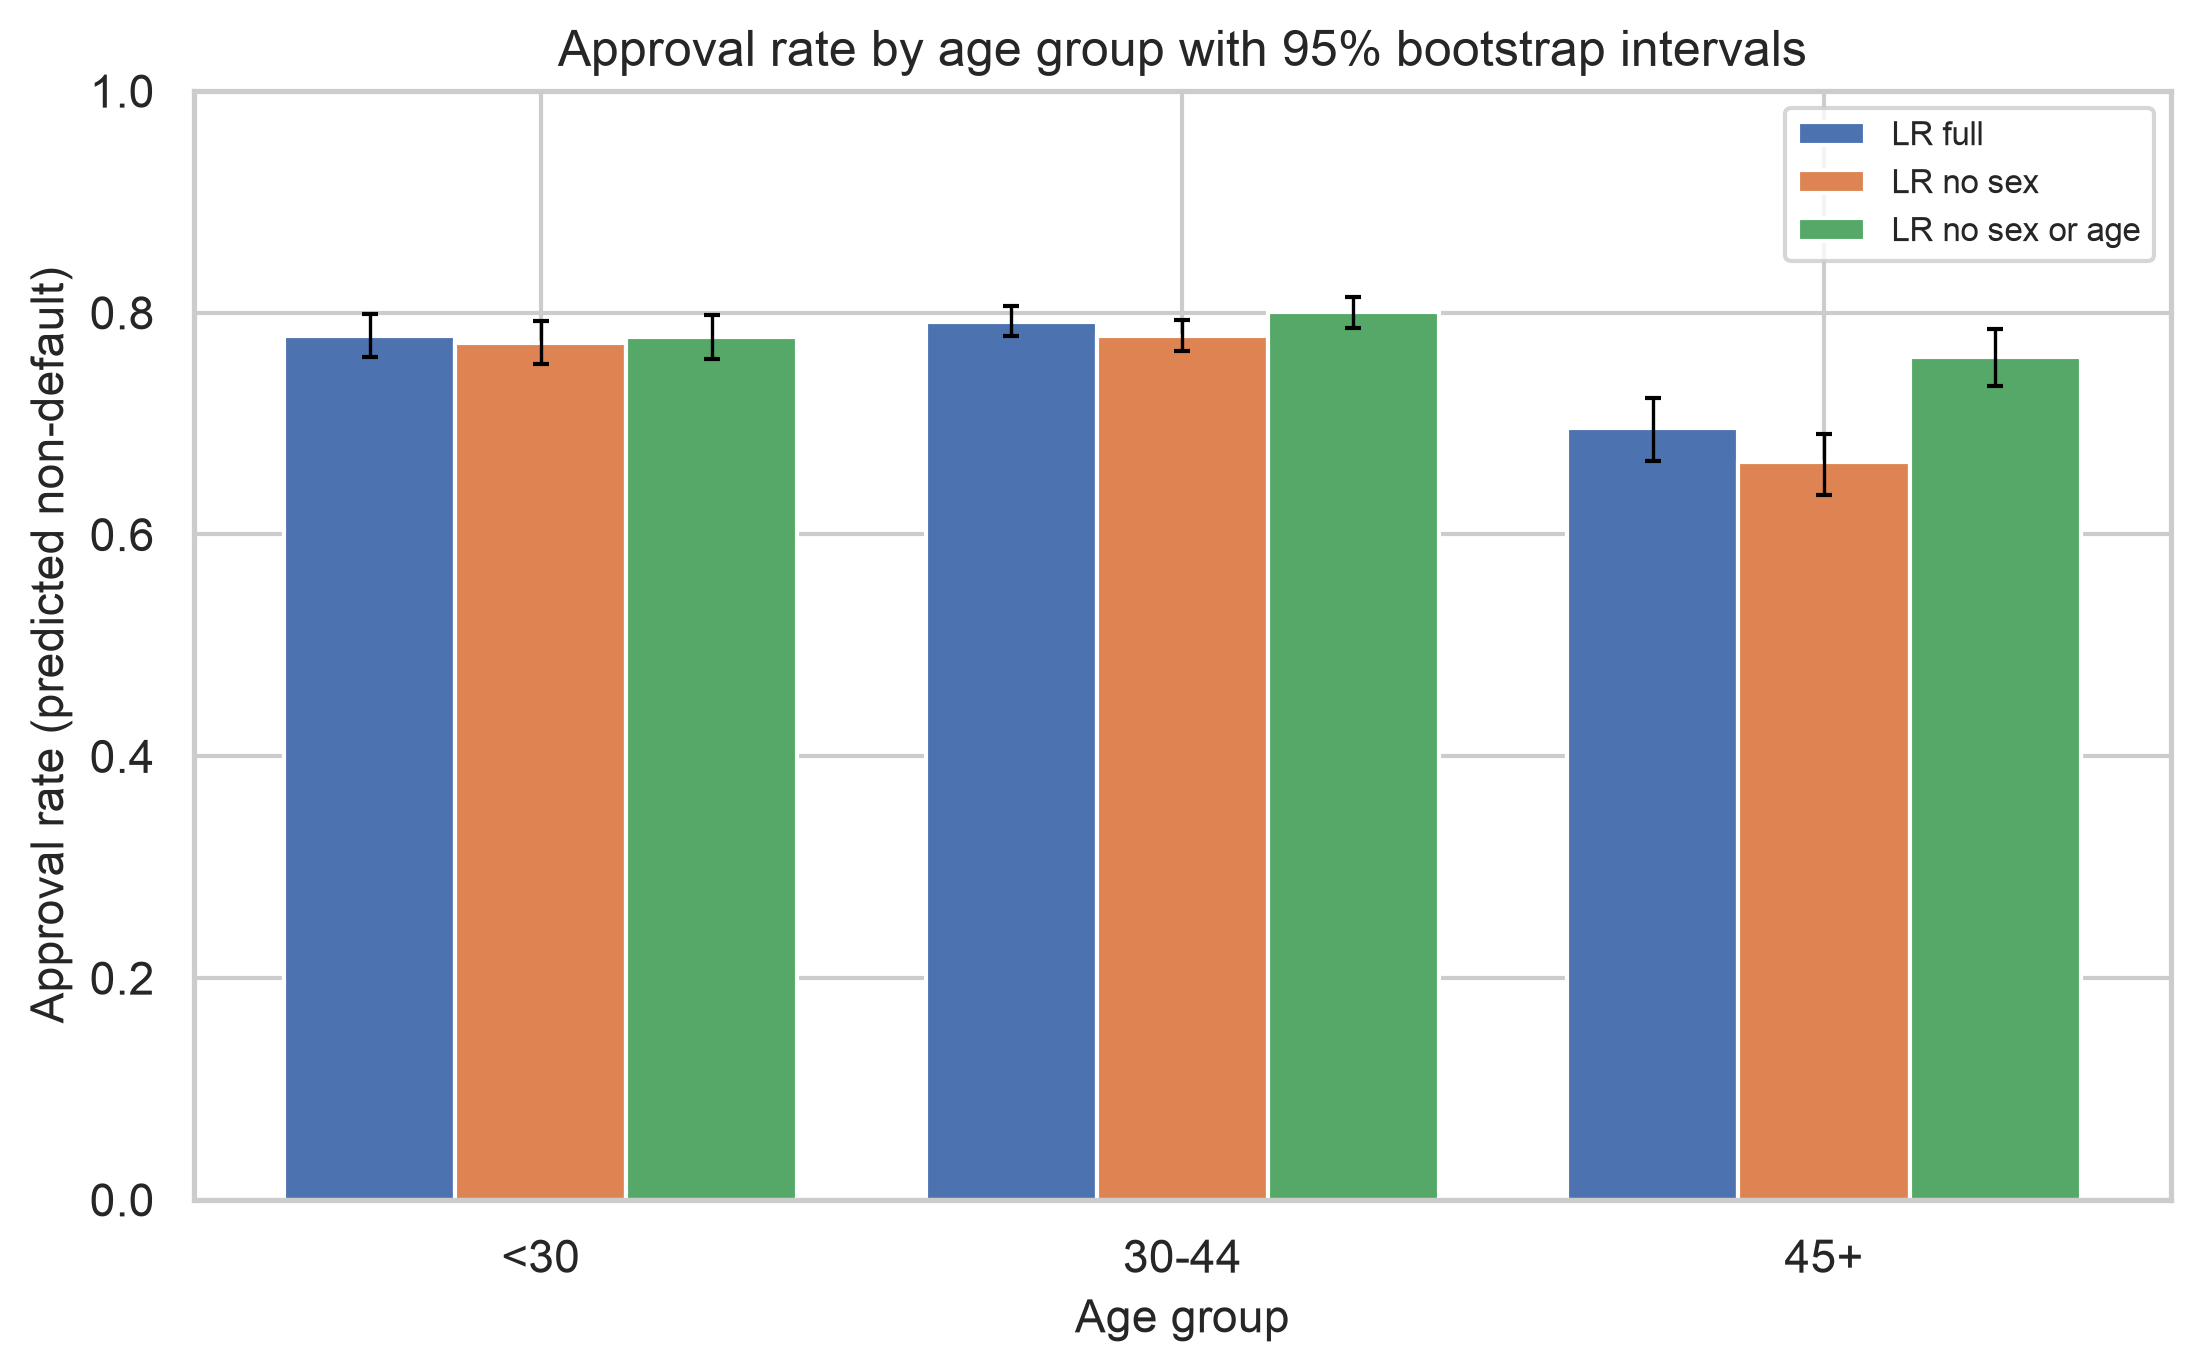 Approval rate by age group with 95% bootstrap intervals
LR full
LR no sex
LR no sex or age
Approval rate (predicted non-default)
1.0
0.8
0.6
0.4
0.2
0.0
<30
30-44
45+
Age group